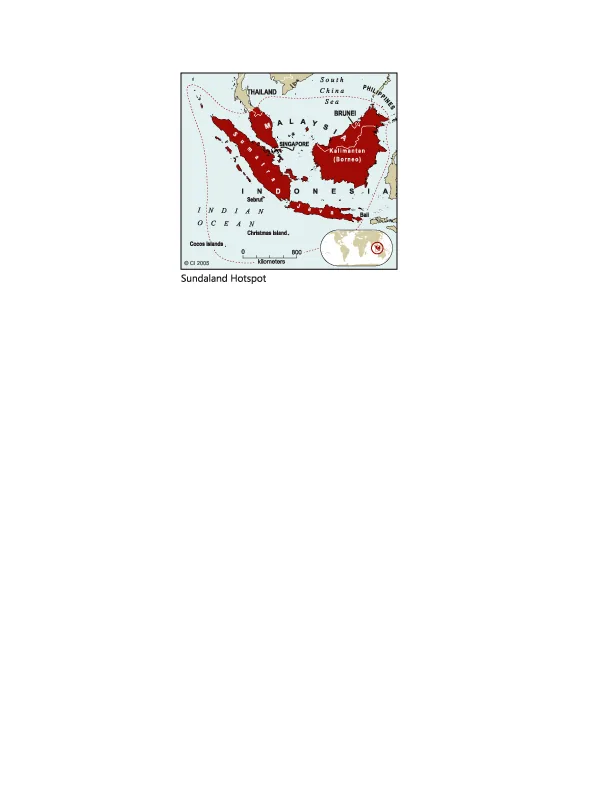 South
China
Sea
THAILAND
PHILIPPINES
BRUNEI
MALAYSIA
SINGAPORE
Kalimantan
(Borneo)
Sumatra
INDONESIA
Sebrut
Java
Bali
INDIAN
OCEAN
Christmas Island
Cocos Islands
0 800
kilometers
© CI 2005
Sundaland Hotspot